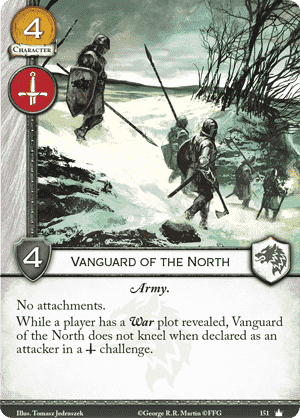 4
CHARACTER
4
VANGUARD OF THE NORTH
Army.
No attachments.
While a player has a War plot revealed, Vanguard
of the North does not kneel when declared as an
attacker in a challenge.
Illus. Tomasz Jedruszek ©George R.R. Martin ©FFG 151